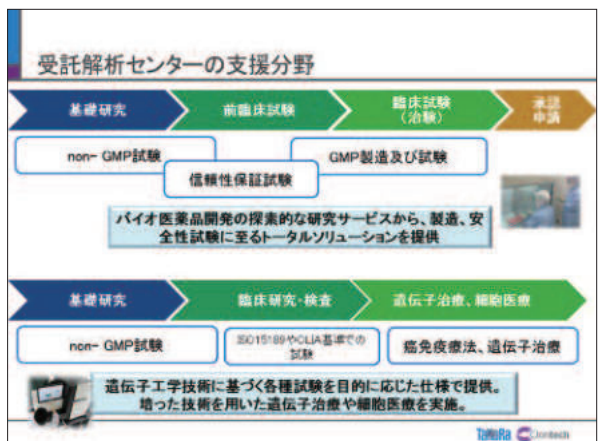 受託解析センターの支援分野
基礎研究
前臨床試験
臨床試験
(治験)
承認
申請
non- GMP試験
GMP製造及び試験
信頼性保証試験
バイオ医薬品開発の探索的な研究サービスから、製造、安
全性試験に至るトータルソリューションを提供
基礎研究
臨床研究・検査
遺伝子治療、細胞医療
non- GMP試験
ISO15189やCLIA基準での
試験
癌免疫療法、遺伝子治療
遺伝子工学技術に基づく各種試験を目的に応じた仕様で提供。
培った技術を用いた遺伝子治療や細胞医療を実施。
TaKaRa Clontech